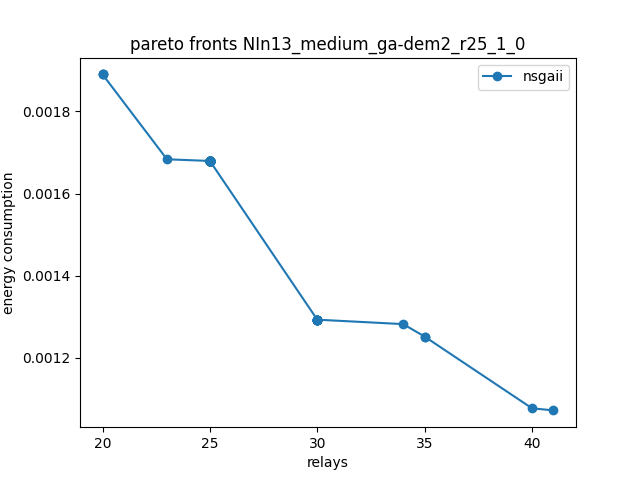 pareto fronts NIn13_medium_ga-dem2_r25_1_0
nsgaii
0.0018
0.0016
0.0014
0.0012
energy consumption
20 25 30 35 40
relays